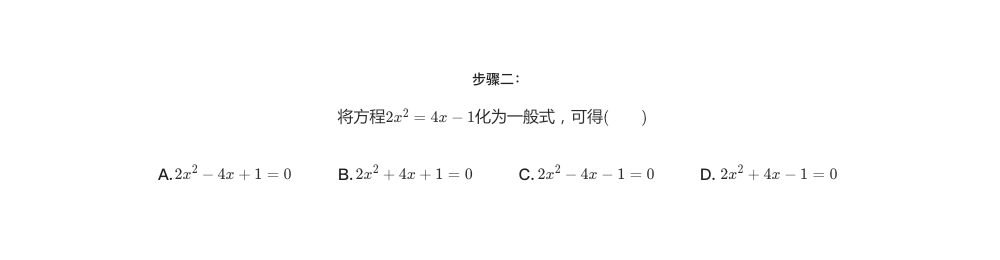 步骤二：
将方程$2x^2 = 4x - 1$化为一般式，可得(　　)
A. $2x^2 - 4x + 1 = 0$　　B. $2x^2 + 4x + 1 = 0$　　C. $2x^2 - 4x - 1 = 0$　　D. $2x^2 + 4x - 1 = 0$